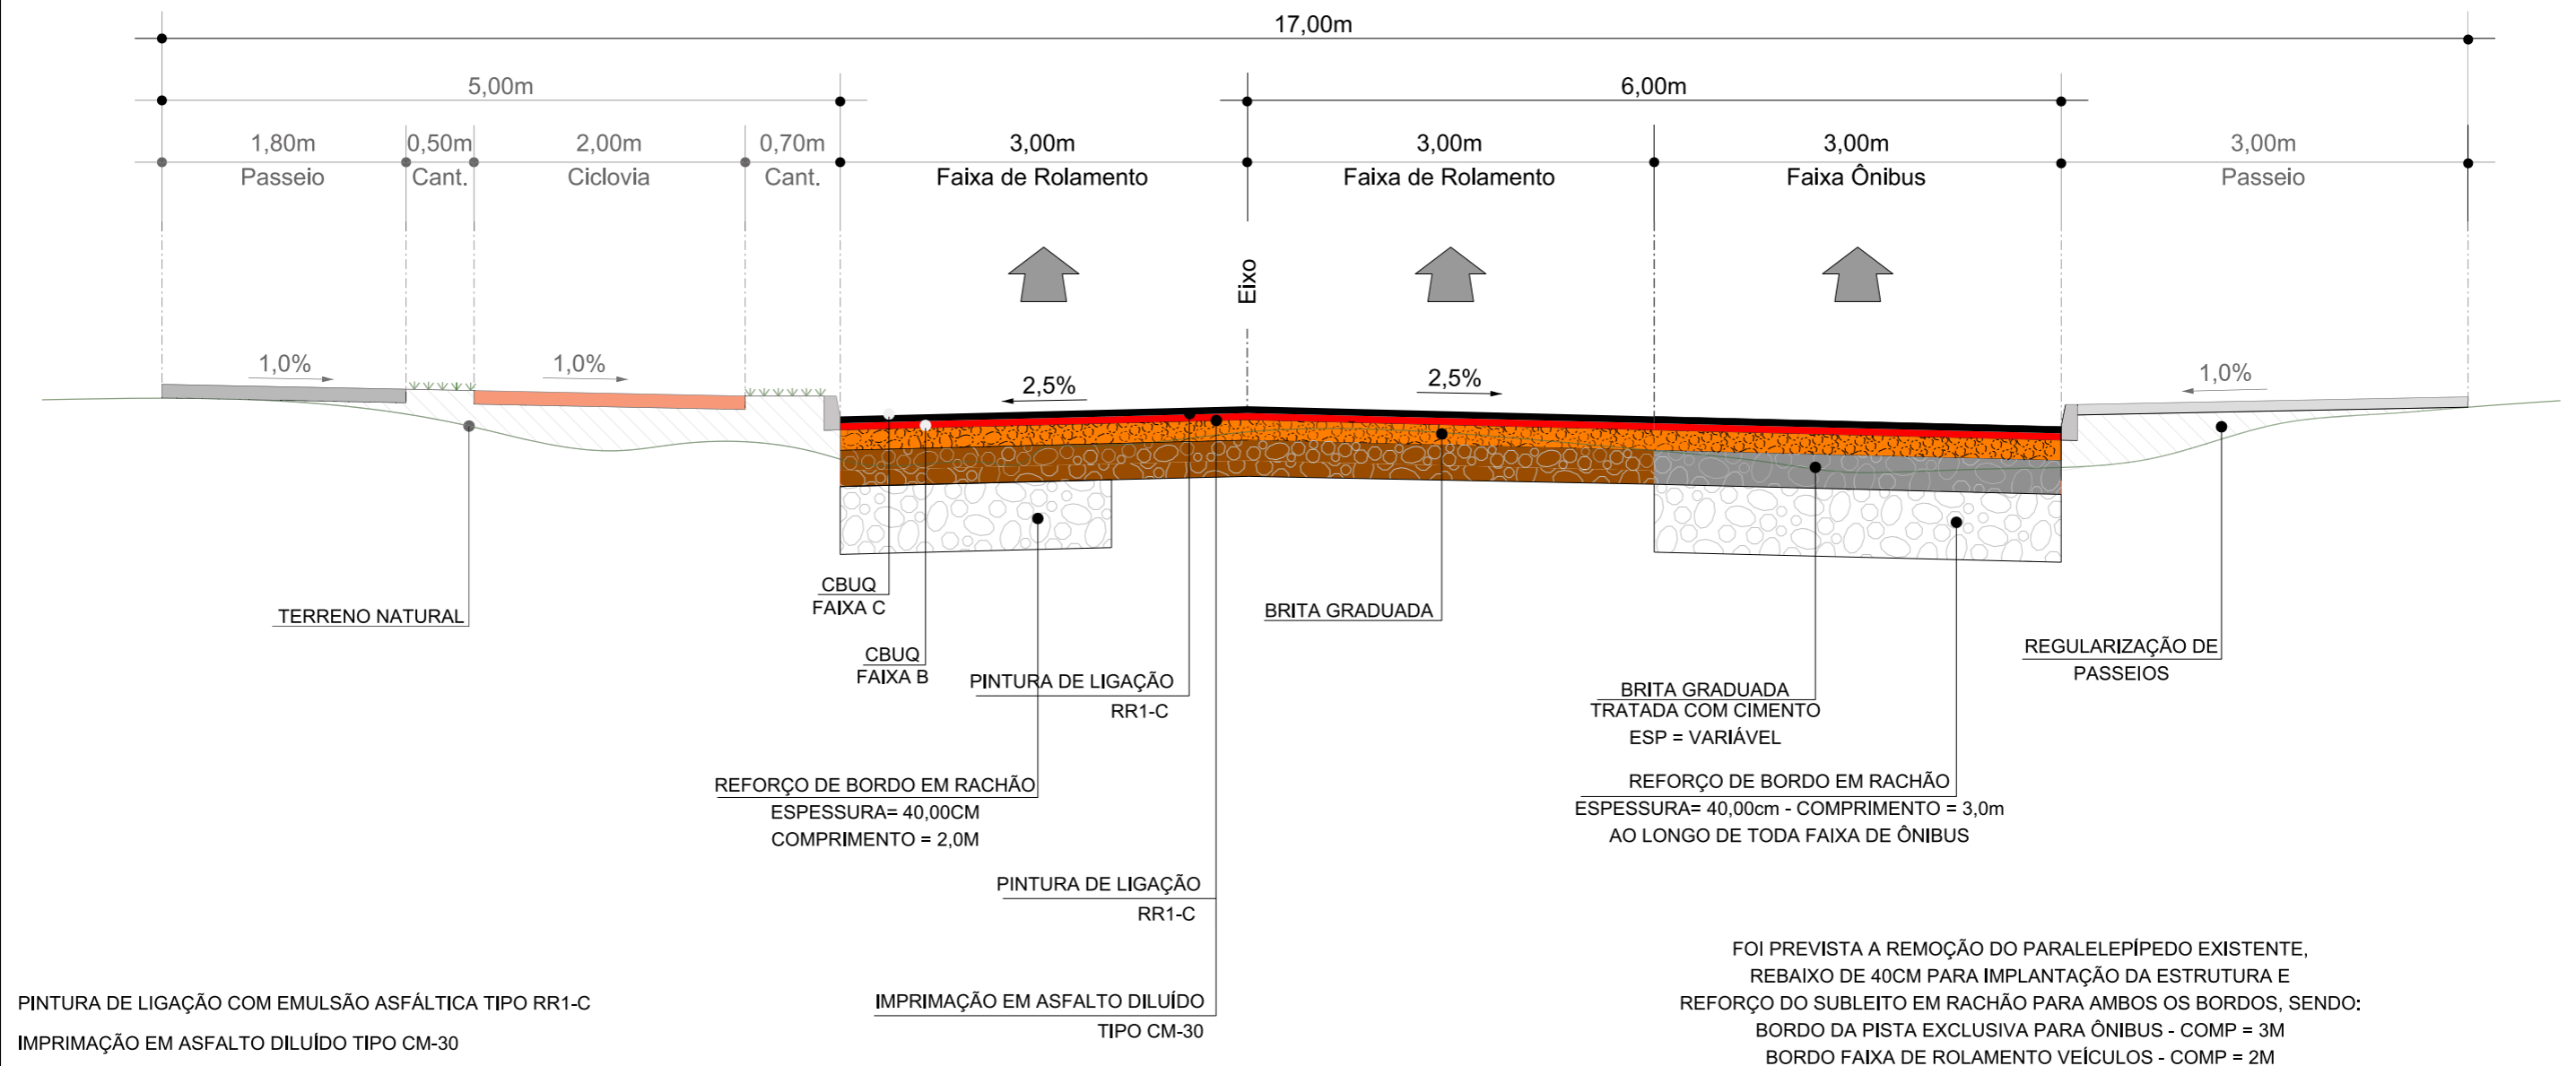 17,00m
5,00m
6,00m
1,80m
0,50m
2,00m
0,70m
3,00m
3,00m
3,00m
3,00m
Passeio
Cant.
Ciclovia
Cant.
Faixa de Rolamento
Faixa de Rolamento
Faixa Ônibus
Passeio
Eixo
1,0%
1,0%
2,5%
2,5%
1,0%
TERRENO NATURAL
CBUQ
FAIXA C
CBUQ
FAIXA B
PINTURA DE LIGAÇÃO
RR1-C
BRITA GRADUADA
REGULARIZAÇÃO DE
PASSEIOS
BRITA GRADUADA
TRATADA COM CIMENTO
ESP = VARIÁVEL
REFORÇO DE BORDO EM RACHÃO
ESPESSURA= 40,00CM
COMPRIMENTO = 2,0M
REFORÇO DE BORDO EM RACHÃO
ESPESSURA= 40,00cm - COMPRIMENTO = 3,0m
AO LONGO DE TODA FAIXA DE ÔNIBUS
PINTURA DE LIGAÇÃO
RR1-C
IMPRIMAÇÃO EM ASFALTO DILUÍDO
TIPO CM-30
PINTURA DE LIGAÇÃO COM EMULSÃO ASFÁLTICA TIPO RR1-C
IMPRIMAÇÃO EM ASFALTO DILUÍDO TIPO CM-30
FOI PREVISTA A REMOÇÃO DO PARALELEPÍPEDO EXISTENTE,
REBAIXO DE 40CM PARA IMPLANTAÇÃO DA ESTRUTURA E
REFORÇO DO SUBLEITO EM RACHÃO PARA AMBOS OS BORDOS, SENDO:
BORDO DA PISTA EXCLUSIVA PARA ÔNIBUS - COMP = 3M
BORDO FAIXA DE ROLAMENTO VEÍCULOS - COMP = 2M